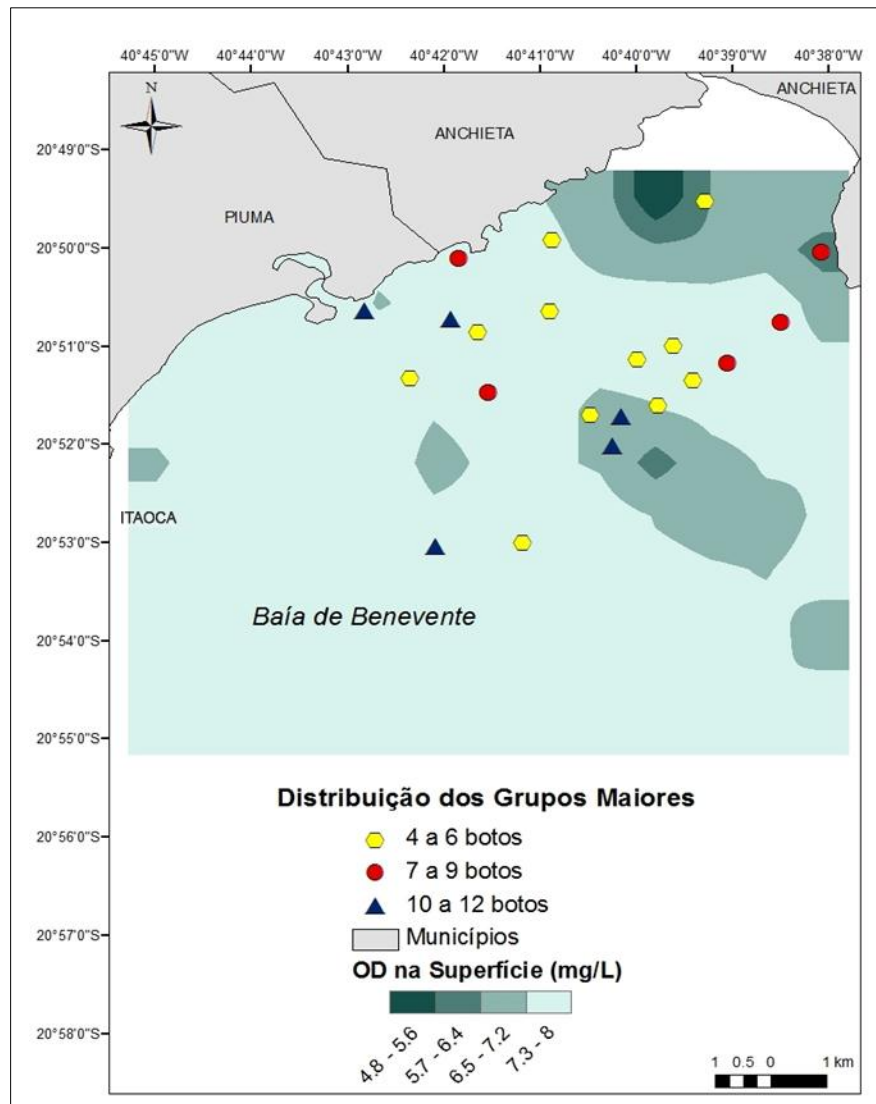 40°45'0"W 40°44'0"W 40°43'0"W 40°42'0"W 40°41'0"W 40°40'0"W 40°39'0"W 40°38'0"W
N
ANCHIETA
ANCHIETA
PIUMA
20°49'0"S
20°50'0"S
20°51'0"S
20°52'0"S
ITAOCA
20°53'0"S
Baía de Benevente
20°54'0"S
20°55'0"S
20°56'0"S
20°57'0"S
20°58'0"S
Distribuição dos Grupos Maiores
4 a 6 botos
7 a 9 botos
10 a 12 botos
Municípios
OD na Superfície (mg/L)
4.8 - 5.6
5.7 - 6.4
6.5 - 7.2
7.3 - 8
1 0.5 0 1 km